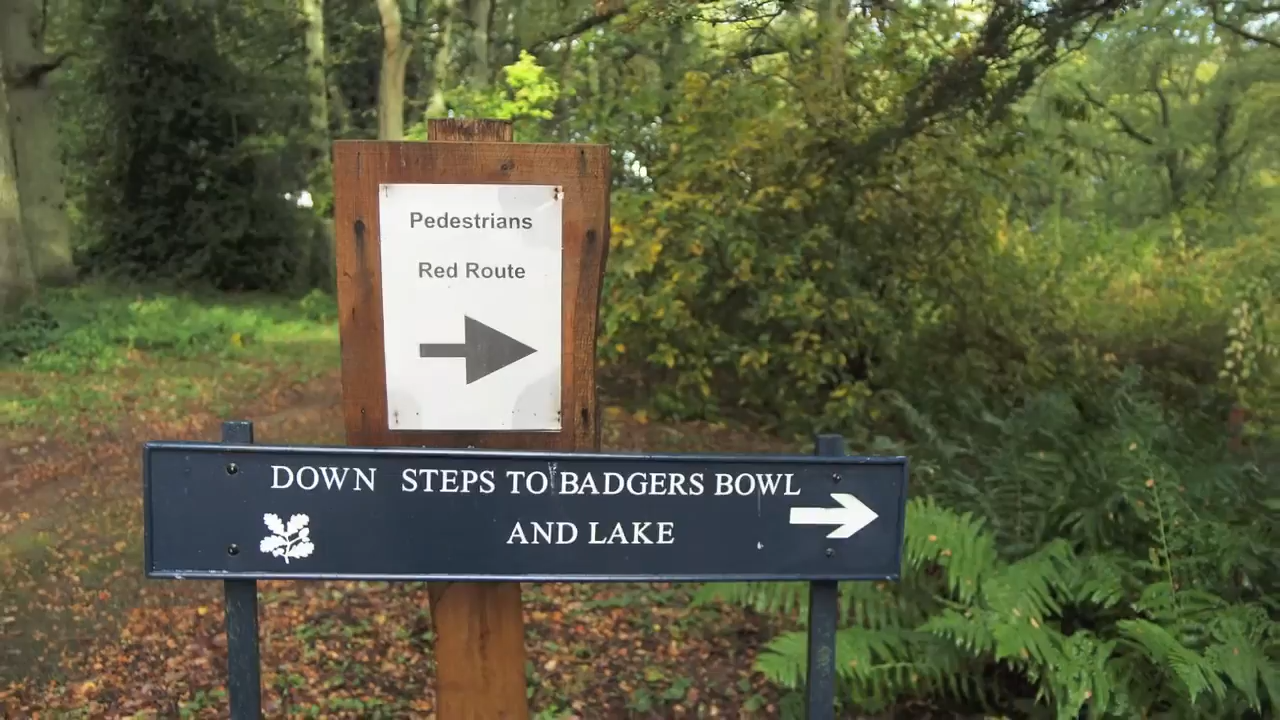 Pedestrians
Red Route
DOWN STEPS TO BADGERS BOWL
AND LAKE